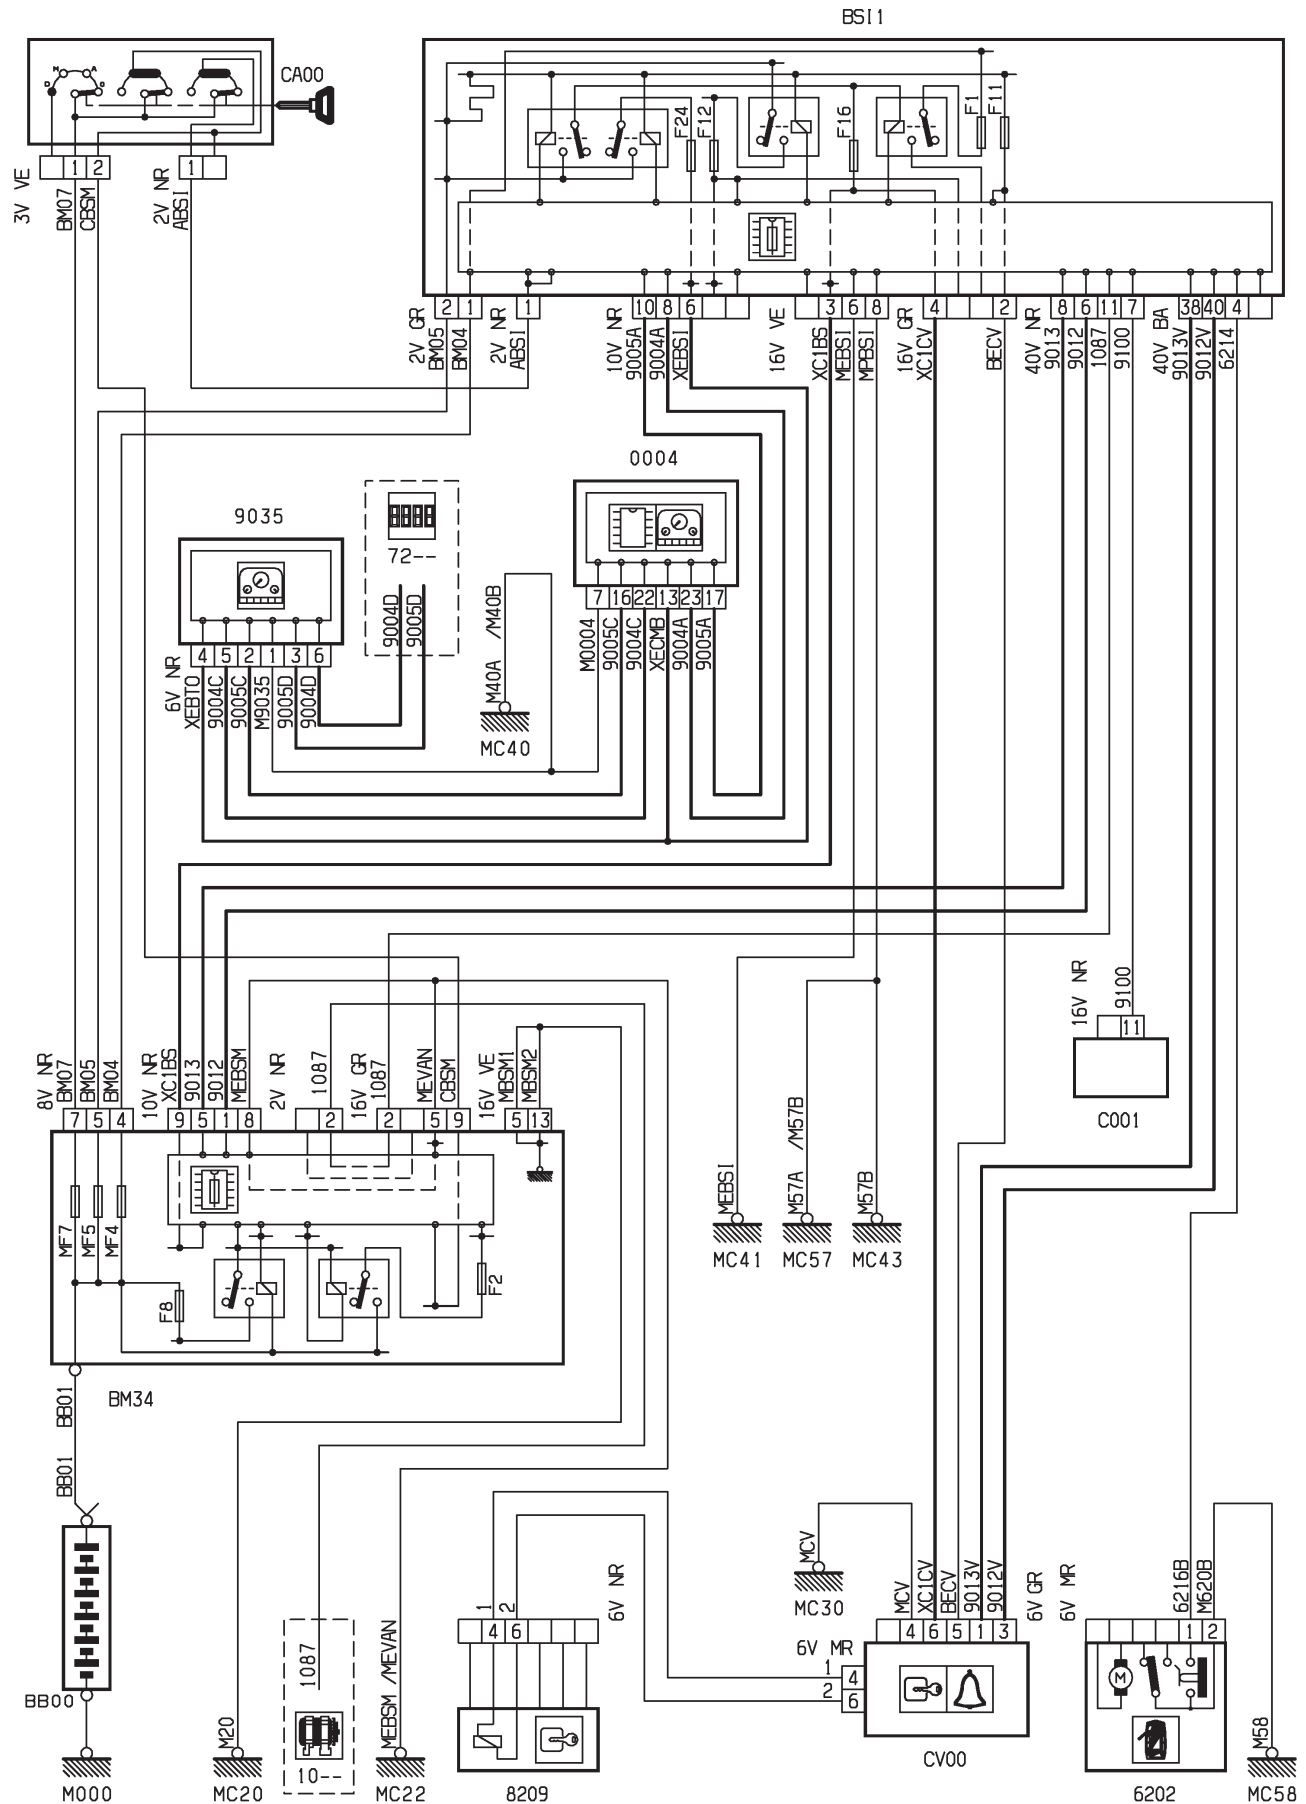 BSI1
CA00
M A
D D
F24 F12 F16 F1 F11
1 2 1
3V VE BM07 CBSM 2V NR ABSI
2 1 1 10 8 6 3 6 8 4 2 8 6 11 7 38 40 4
2V GR BM05 BM04 2V NR ABSI 10V NR 9005A 9004A XEBSI 16V VE XC1BS MEBSI MPBSI 16V GR XC1CV BECV 40V NR 9013 9012 1087 9100 40V BA 9013V 9012V 6214
0004
9035
72--
9004D 9005D
7 16 22 13 23 17
M0004 9005C 9004C XECMB 9004A 9005A
M40A /M40B
MC40
4 5 2 1 3 6
6V NR XEBTO 9004C 9005C M9035 9005D 9004D
16V NR 9100
11
C001
8V NR BM07 BM05 BM04 10V NR XC1BS 9013 9012 MEBSM 2V NR 1087 16V GR 1087 MEVAN CBSM 16V VE MBSM1 MBSM2
7 5 4 9 5 1 8 2 2 5 9 5 13
MF7 MF5 MF4 F8 F2
MEBSI M57A /M57B M57B
MC41 MC57 MC43
BM34
BB01
BB01
BB00
M000
M20
MC20
1087
10--
MEBSM /MEVAN
MC22
1 2 6V NR
4 6
8209
MCV
MC30
MCV XC1CV BECV 9013V 9012V 6V GR
4 6 5 1 3
6V MR
1 4
2 6
CV00
6V MR 6216B M620B
1 2
M
6202
M58
MC58